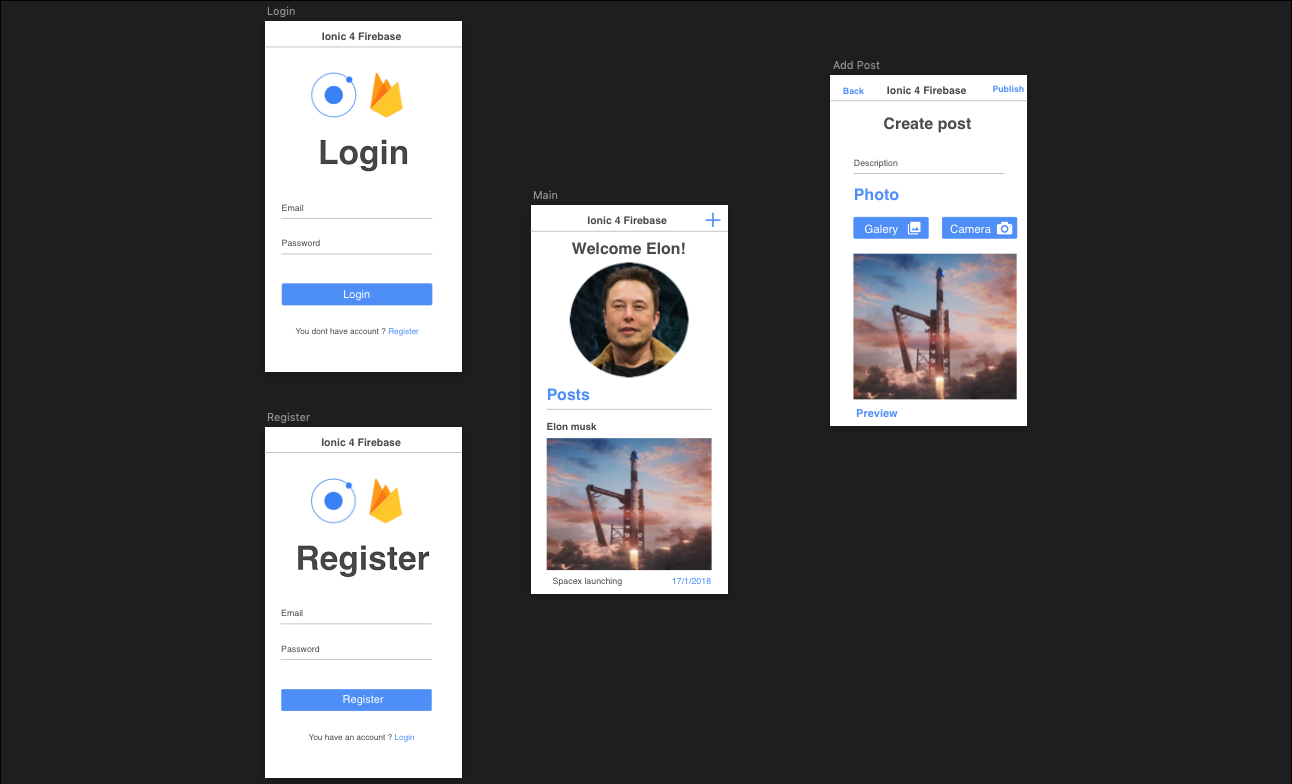 Login
Ionic 4 Firebase
Login
Email
Password
Login
You dont have account ? Register
Register
Ionic 4 Firebase
Register
Email
Password
Register
You have an account ? Login
Main
Ionic 4 Firebase
Welcome Elon!
Posts
Elon musk
Spacex launching 17/1/2018
Add Post
Back Ionic 4 Firebase Publish
Create post
Description
Photo
Galery Camera
Preview